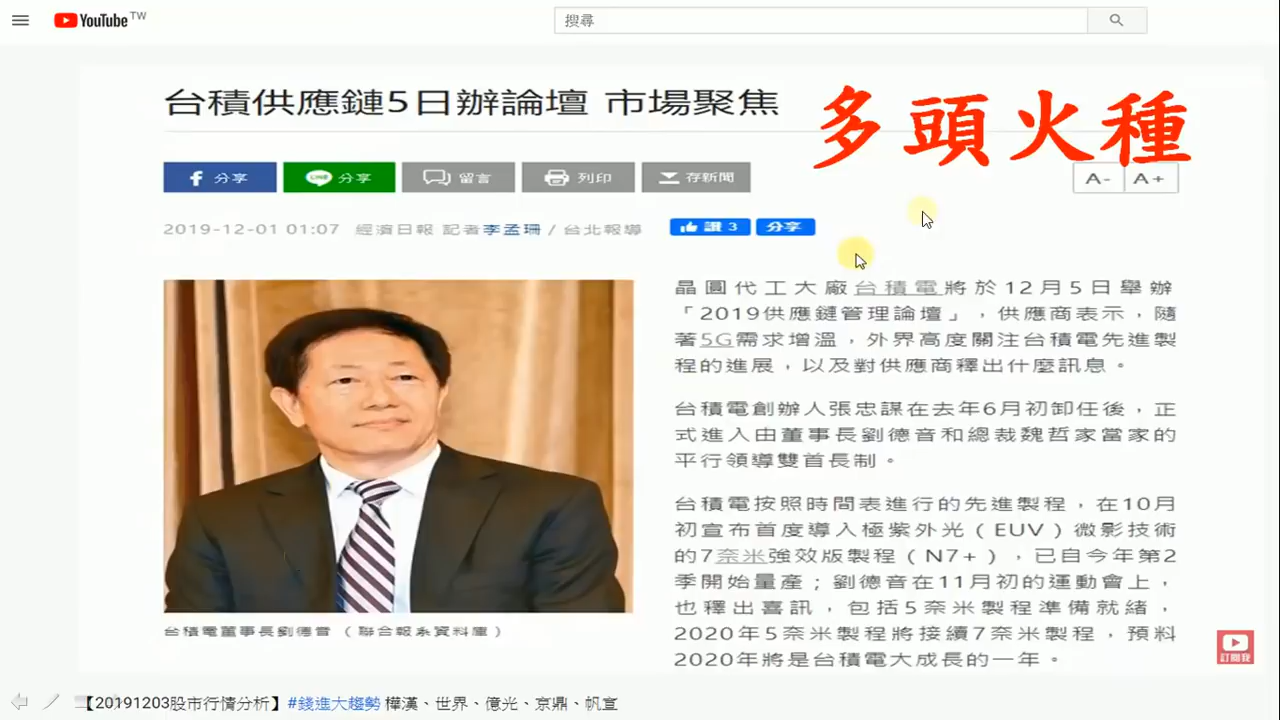 YouTube TW
搜尋
台積供應鏈5日辦論壇 市場聚焦
多頭火種
分享
分享
留言
列印
存新聞
A-
A+
2019-12-01 01:07 經濟日報 記者李孟珊 / 台北報導
讚 3
分享
晶圓代工大廠台積電將於12月5日舉辦
「2019供應鏈管理論壇」，供應商表示，隨
著5G需求增溫，外界高度關注台積電先進製
程的進展，以及對供應商釋出什麼訊息。
台積電創辦人張忠謀在去年6月初卸任後，正
式進入由董事長劉德音和總裁魏哲家當家的
平行領導雙首長制。
台積電按照時間表進行的先進製程，在10月
初宣布首度導入極紫外光（EUV）微影技術
的7奈米強效版製程（N7+），已自今年第2
季開始量產；劉德音在11月初的運動會上，
也釋出喜訊，包括5奈米製程準備就緒，
2020年5奈米製程將接續7奈米製程，預料
2020年將是台積電大成長的一年。
台積電董事長劉德音 （聯合報系資料庫）
訂閱我
【20191203股市行情分析】#錢進大趨勢 樺漢、世界、億光、京鼎、帆宣